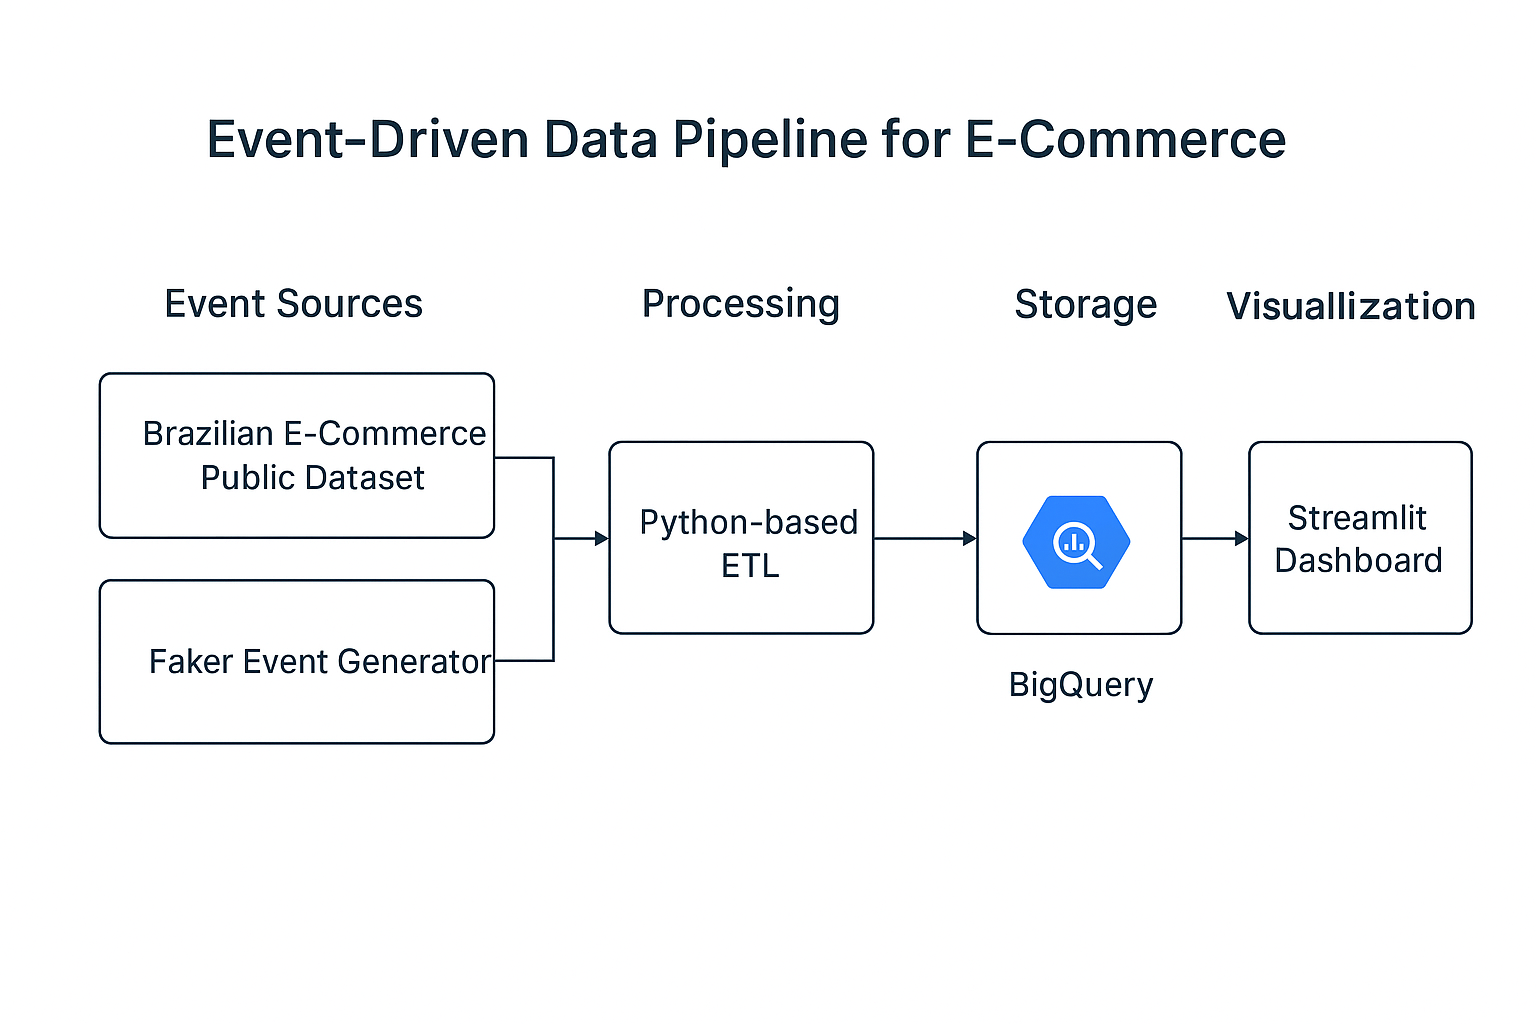 Event-Driven Data Pipeline for E-Commerce
Event Sources
Processing
Storage
Visuallization
Brazilian E-Commerce
Public Dataset
Faker Event Generator
Python-based
ETL
BigQuery
Streamlit
Dashboard